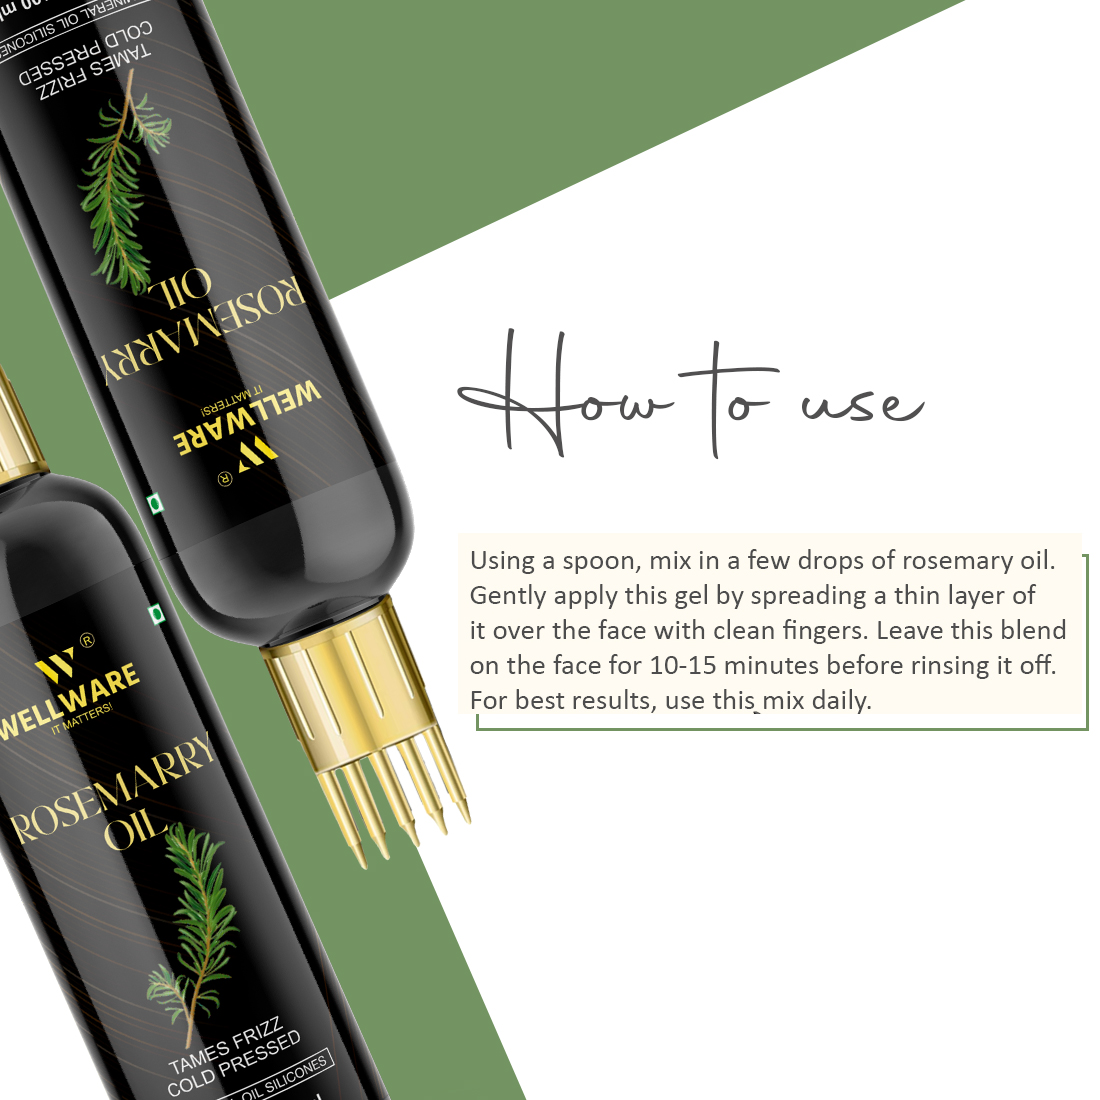 00 ml
MINERAL OIL SILICONES
COLD PRESSED
TAMES FRIZZ
OIL
ROSEMARRY
IT MATTERS!
WELLWARE
W
®
How to use
Using a spoon, mix in a few drops of rosemary oil.
Gently apply this gel by spreading a thin layer of
it over the face with clean fingers. Leave this blend
on the face for 10-15 minutes before rinsing it off.
For best results, use this mix daily.
W ®
WELLWARE
IT MATTERS!
ROSEMARRY
OIL
TAMES FRIZZ
COLD PRESSED
OIL SILICONES